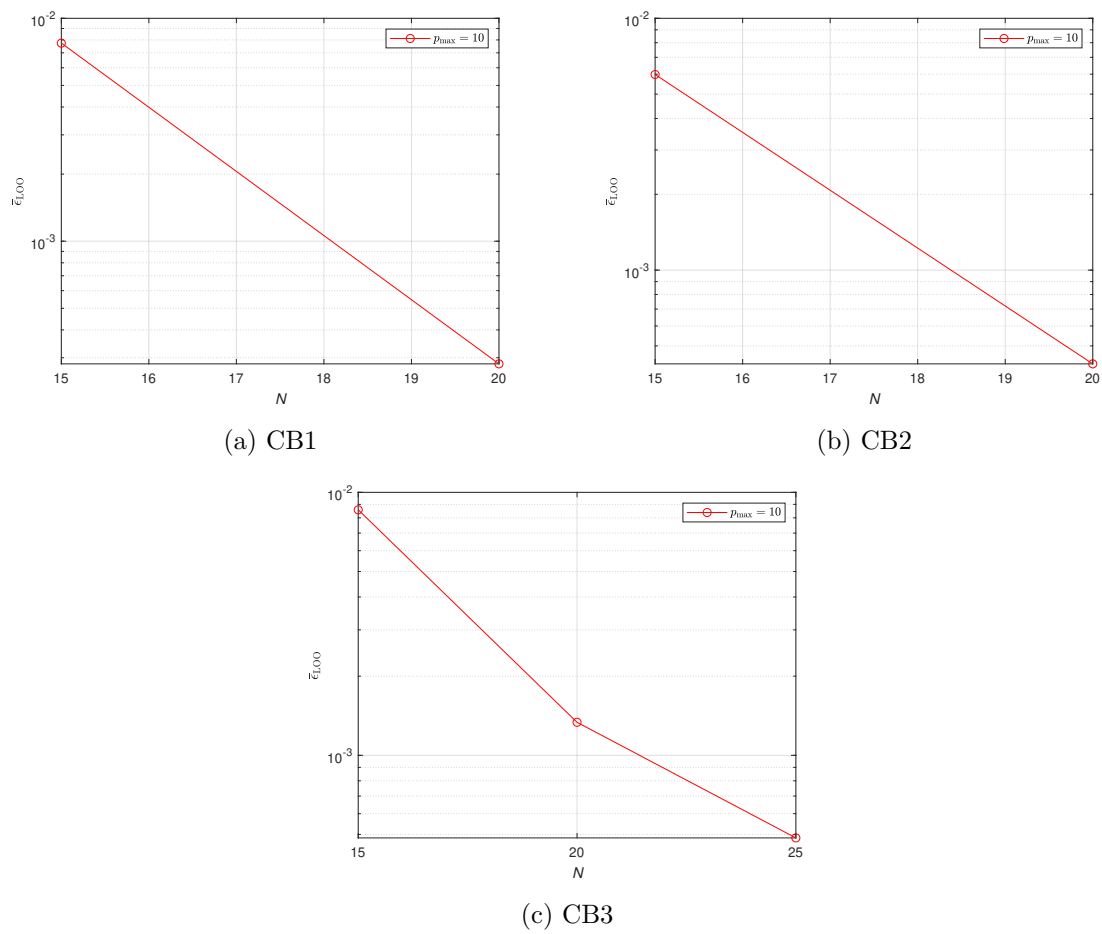 10^-2
10^-3
ϵ̄_LOO
p_max = 10
15 16 17 18 19 20
N
(a) CB1
10^-2
10^-3
ϵ̄_LOO
p_max = 10
15 16 17 18 19 20
N
(b) CB2
10^-2
10^-3
ϵ̄_LOO
p_max = 10
15 20 25
N
(c) CB3